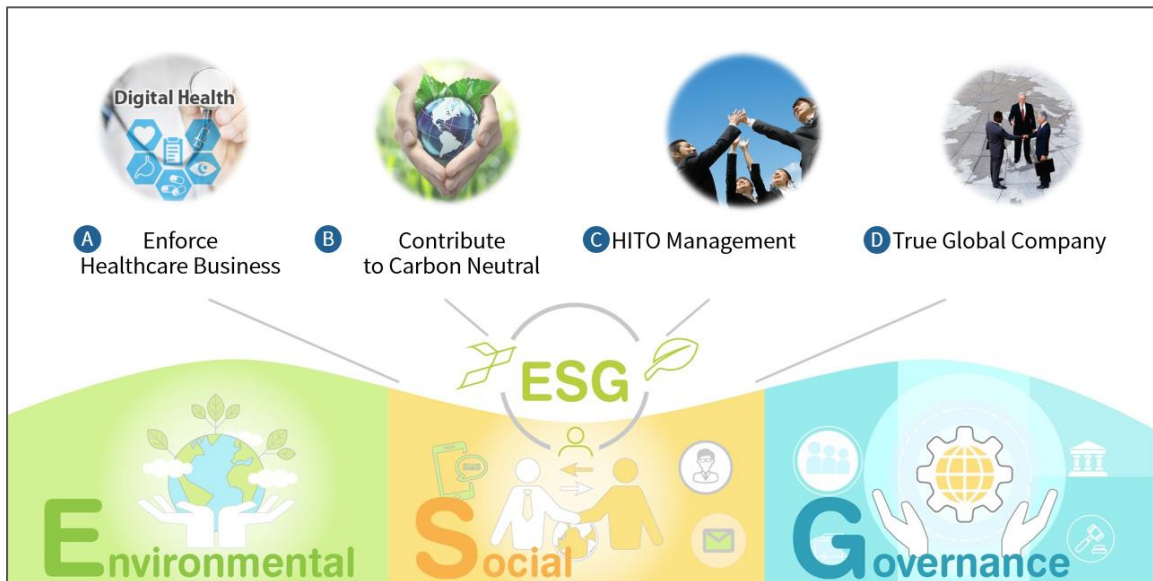 Digital Health
A Enforce
Healthcare Business
B Contribute
to Carbon Neutral
C HITO Management
D True Global Company
ESG
Environmental
Social
Governance